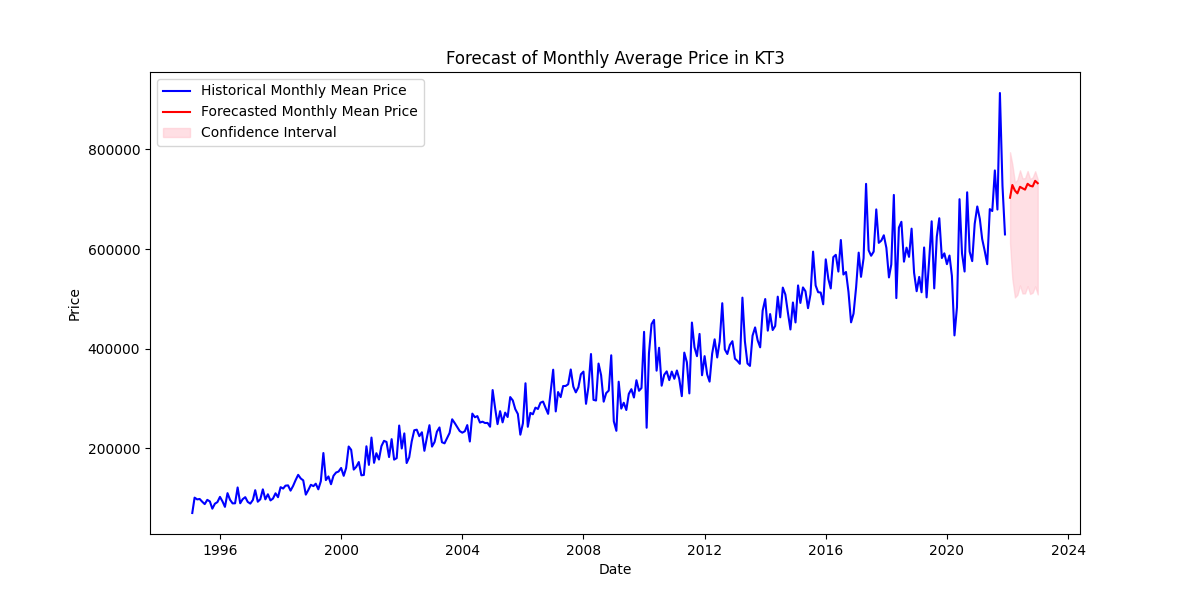 Forecast of Monthly Average Price in KT3
Historical Monthly Mean Price
Forecasted Monthly Mean Price
Confidence Interval
800000
600000
400000
200000
Price
1996 2000 2004 2008 2012 2016 2020 2024
Date